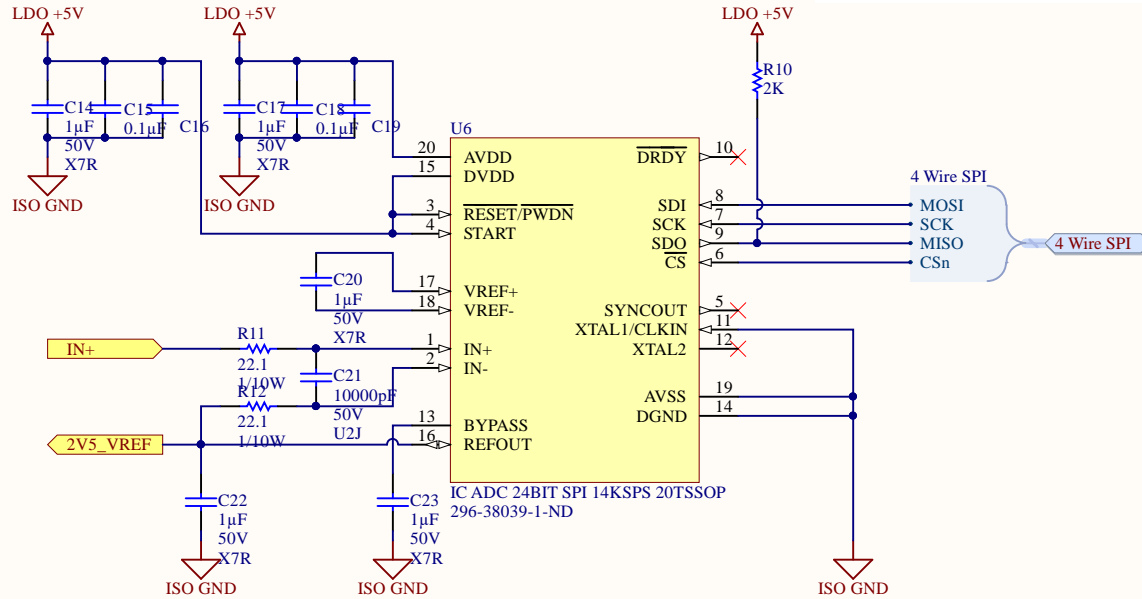 LDO +5V
LDO +5V
LDO +5V
R10
2K
C14
1µF
50V
X7R
C15
0.1µF
C16
C17
1µF
50V
X7R
C18
0.1µF
C19
ISO GND
ISO GND
U6
20 AVDD
15 DVDD
3 RESET/PWDN
4 START
17 VREF+
18 VREF-
1 IN+
2 IN-
13 BYPASS
16 REFOUT
DRDY 10
SDI 8
SCK 7
SDO 9
CS 6
SYNCOUT 5
XTAL1/CLKIN 11
XTAL2 12
AVSS 19
DGND 14
4 Wire SPI
MOSI
SCK
MISO
CSn
4 Wire SPI
C20
1µF
50V
X7R
IN+
R11
22.1
1/10W
R12
22.1
1/10W
C21
10000pF
50V
U2J
2V5_VREF
IC ADC 24BIT SPI 14KSPS 20TSSOP
296-38039-1-ND
C22
1µF
50V
X7R
C23
1µF
50V
X7R
ISO GND
ISO GND
ISO GND